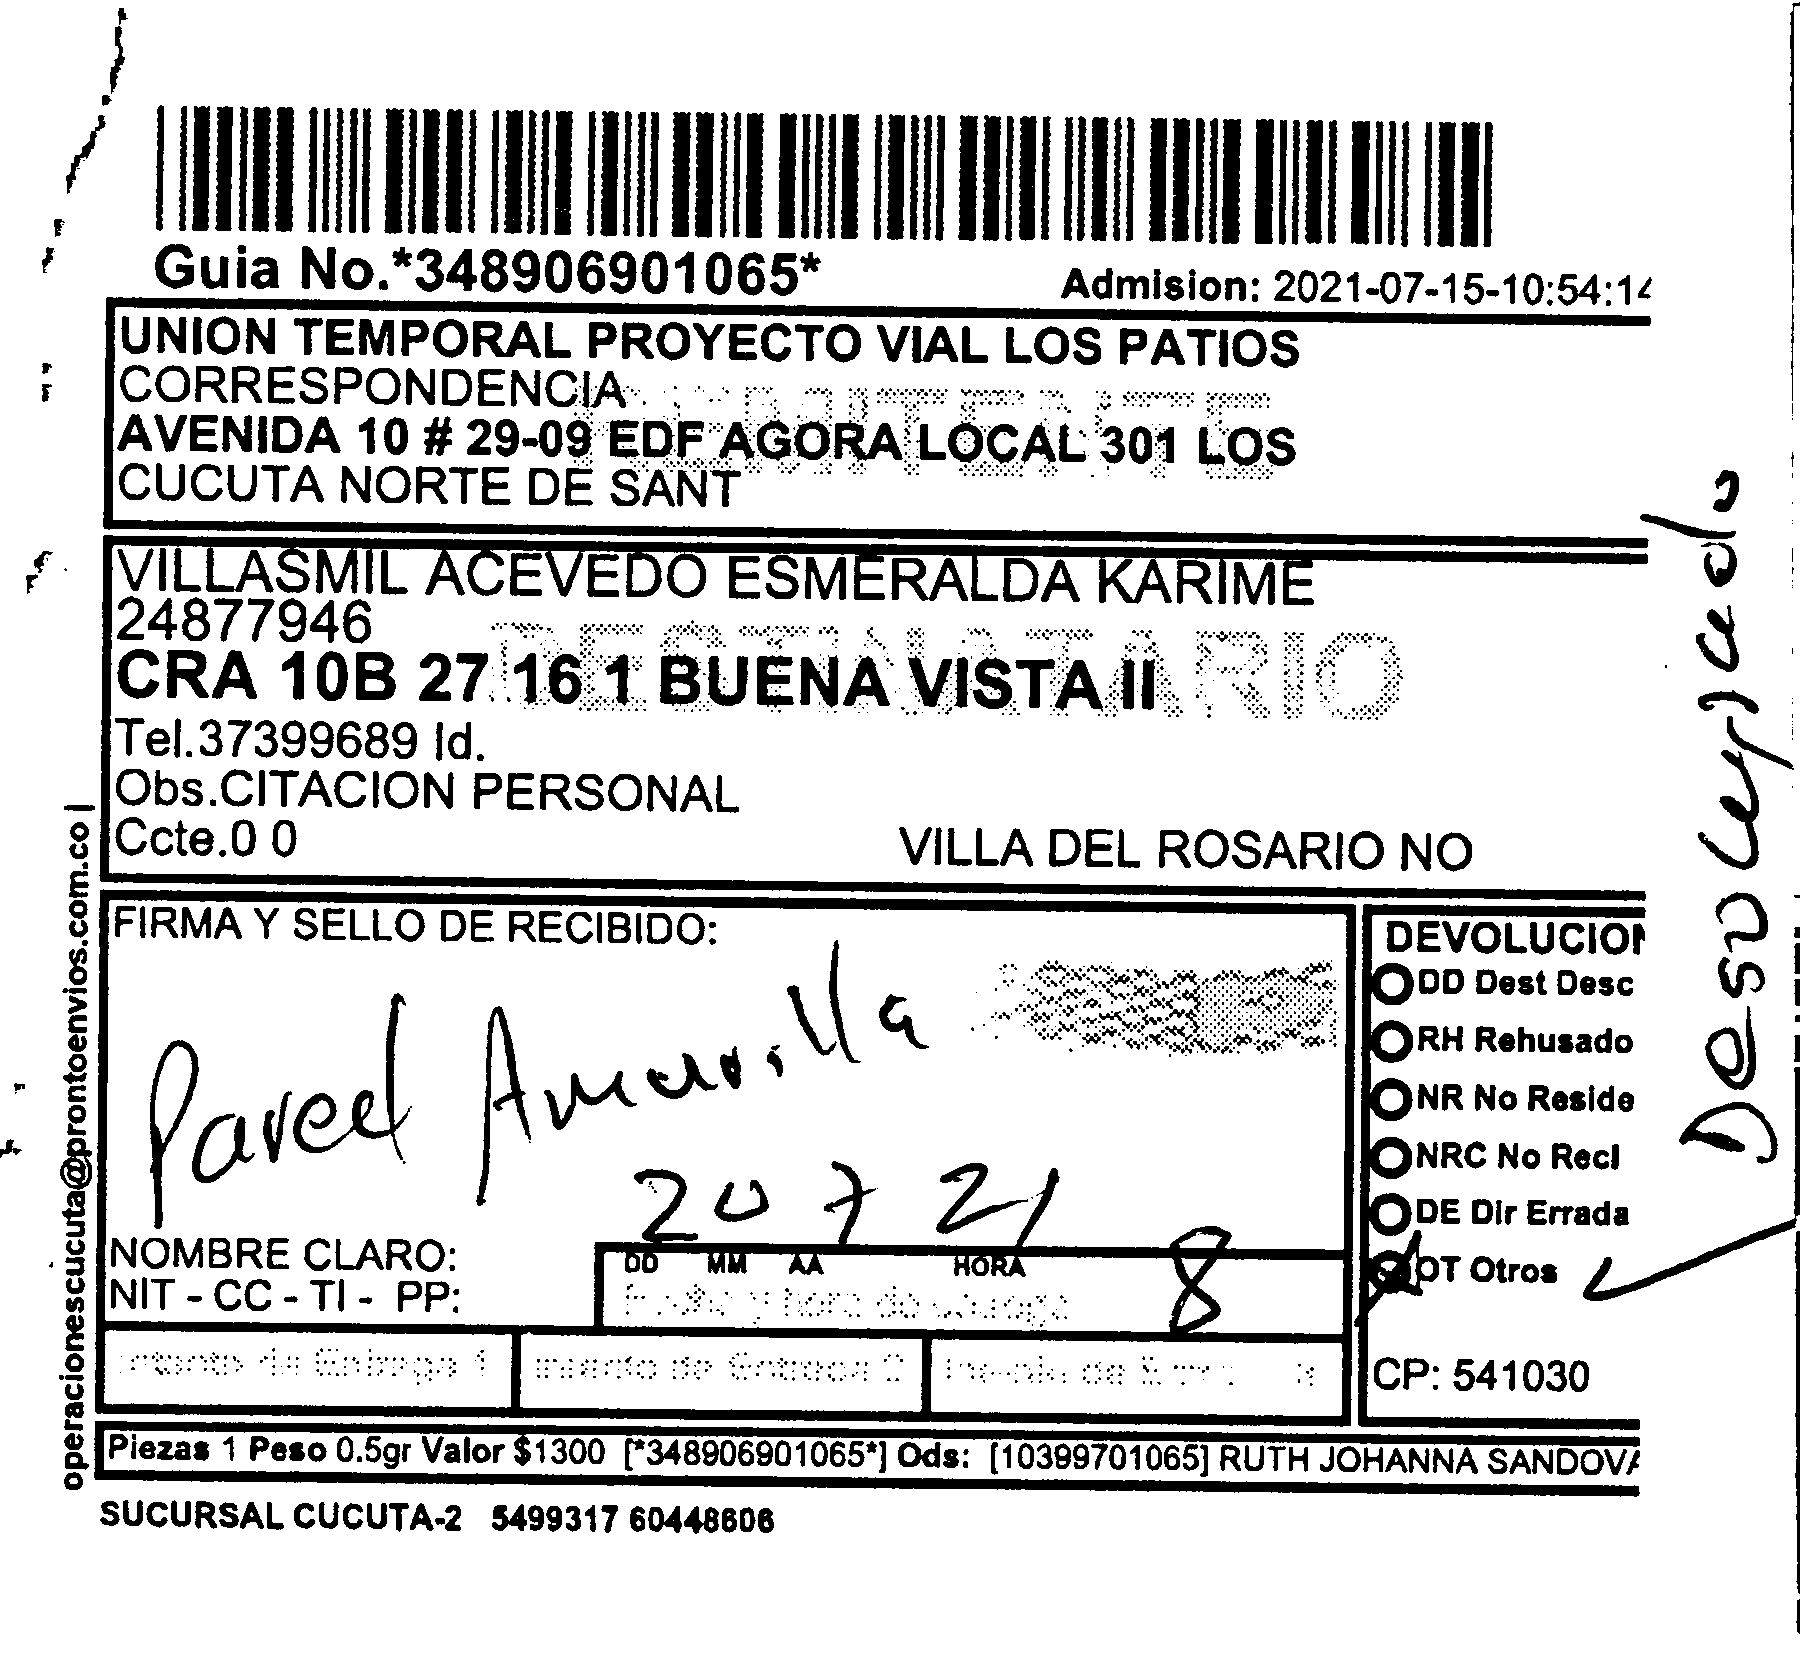 Guia No.*348906901065*
Admision: 2021-07-15-10:54:14
UNION TEMPORAL PROYECTO VIAL LOS PATIOS
CORRESPONDENCIA
REMITENTE
AVENIDA 10 # 29-09 EDF AGORA LOCAL 301 LOS
CUCUTA NORTE DE SANT
VILLASMIL ACEVEDO ESMERALDA KARIME
24877946
DESTINATARIO
CRA 10B 27 16 1 BUENA VISTA II
Tel.37399689 Id.
Obs.CITACION PERSONAL
Ccte.0 0
VILLA DEL ROSARIO NO
FIRMA Y SELLO DE RECIBIDO:
Pared Amarilla
20 7 21
NOMBRE CLARO:
NIT - CC - TI - PP:
DD MM AA HORA
8
DEVOLUCION
DD Dest Desc
RH Rehusado
NR No Reside
NRC No Recl
DE Dir Errada
OT Otros
CP: 541030
Piezas 1 Peso 0.5gr Valor $1300 [*348906901065*] Ods: [10399701065] RUTH JOHANNA SANDOVA
SUCURSAL CUCUTA-2 5499317 60448606
operacionescucuta@prontoenvios.com.co |
Desocupado